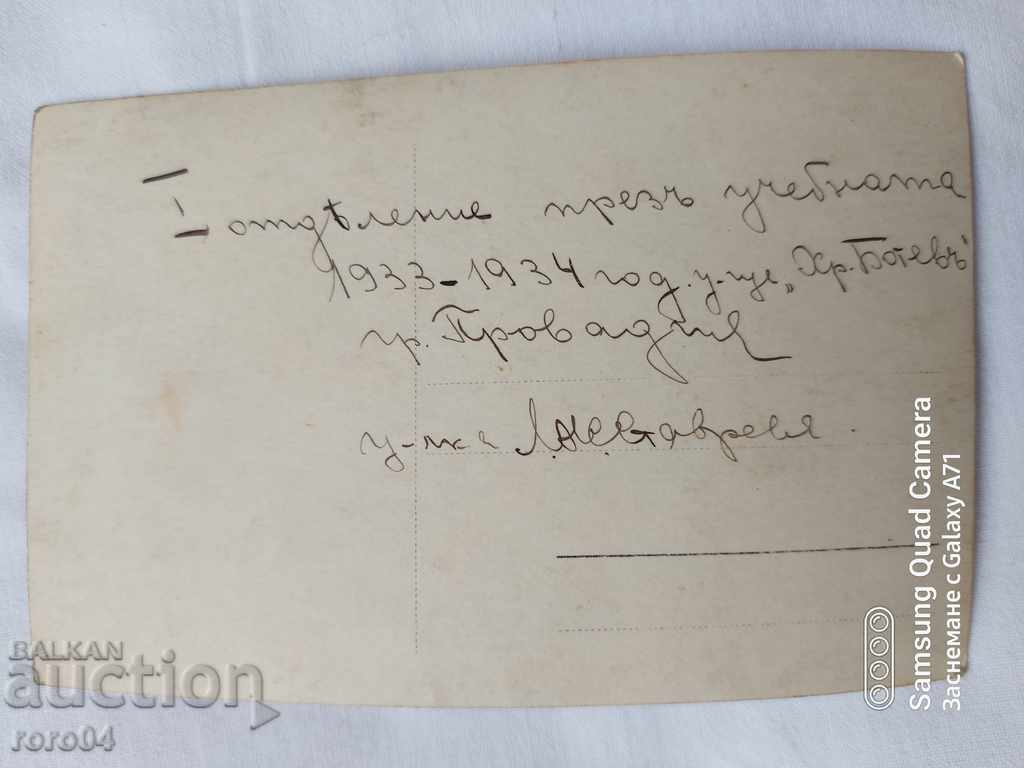 I отдѣление презъ учебната
1933-1934 год. у-ще „Хр. Ботевъ“
гр. Провадия
у-ка
BALKAN
auction
roro04
Samsung Quad Camera
Заснемане с Galaxy A71